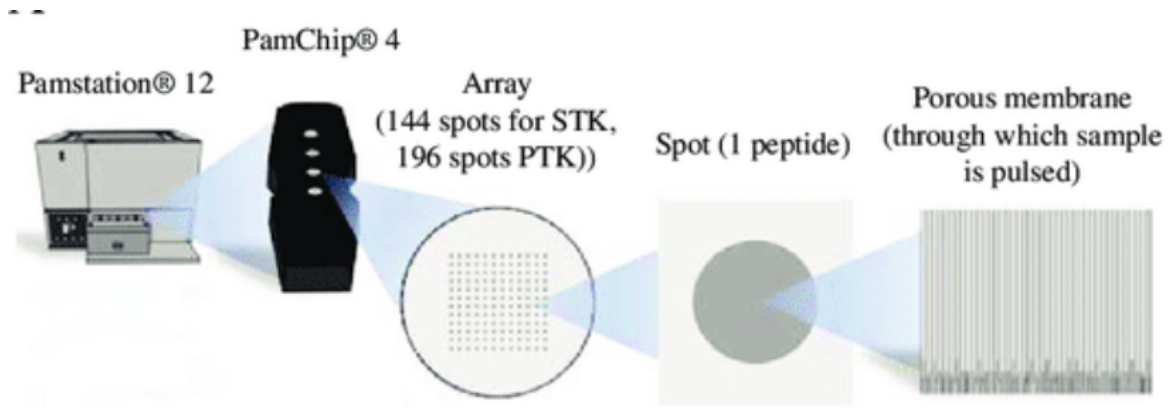 PamChip® 4
Pamstation® 12
Array
(144 spots for STK,
196 spots PTK))
Spot (1 peptide)
Porous membrane
(through which sample
is pulsed)